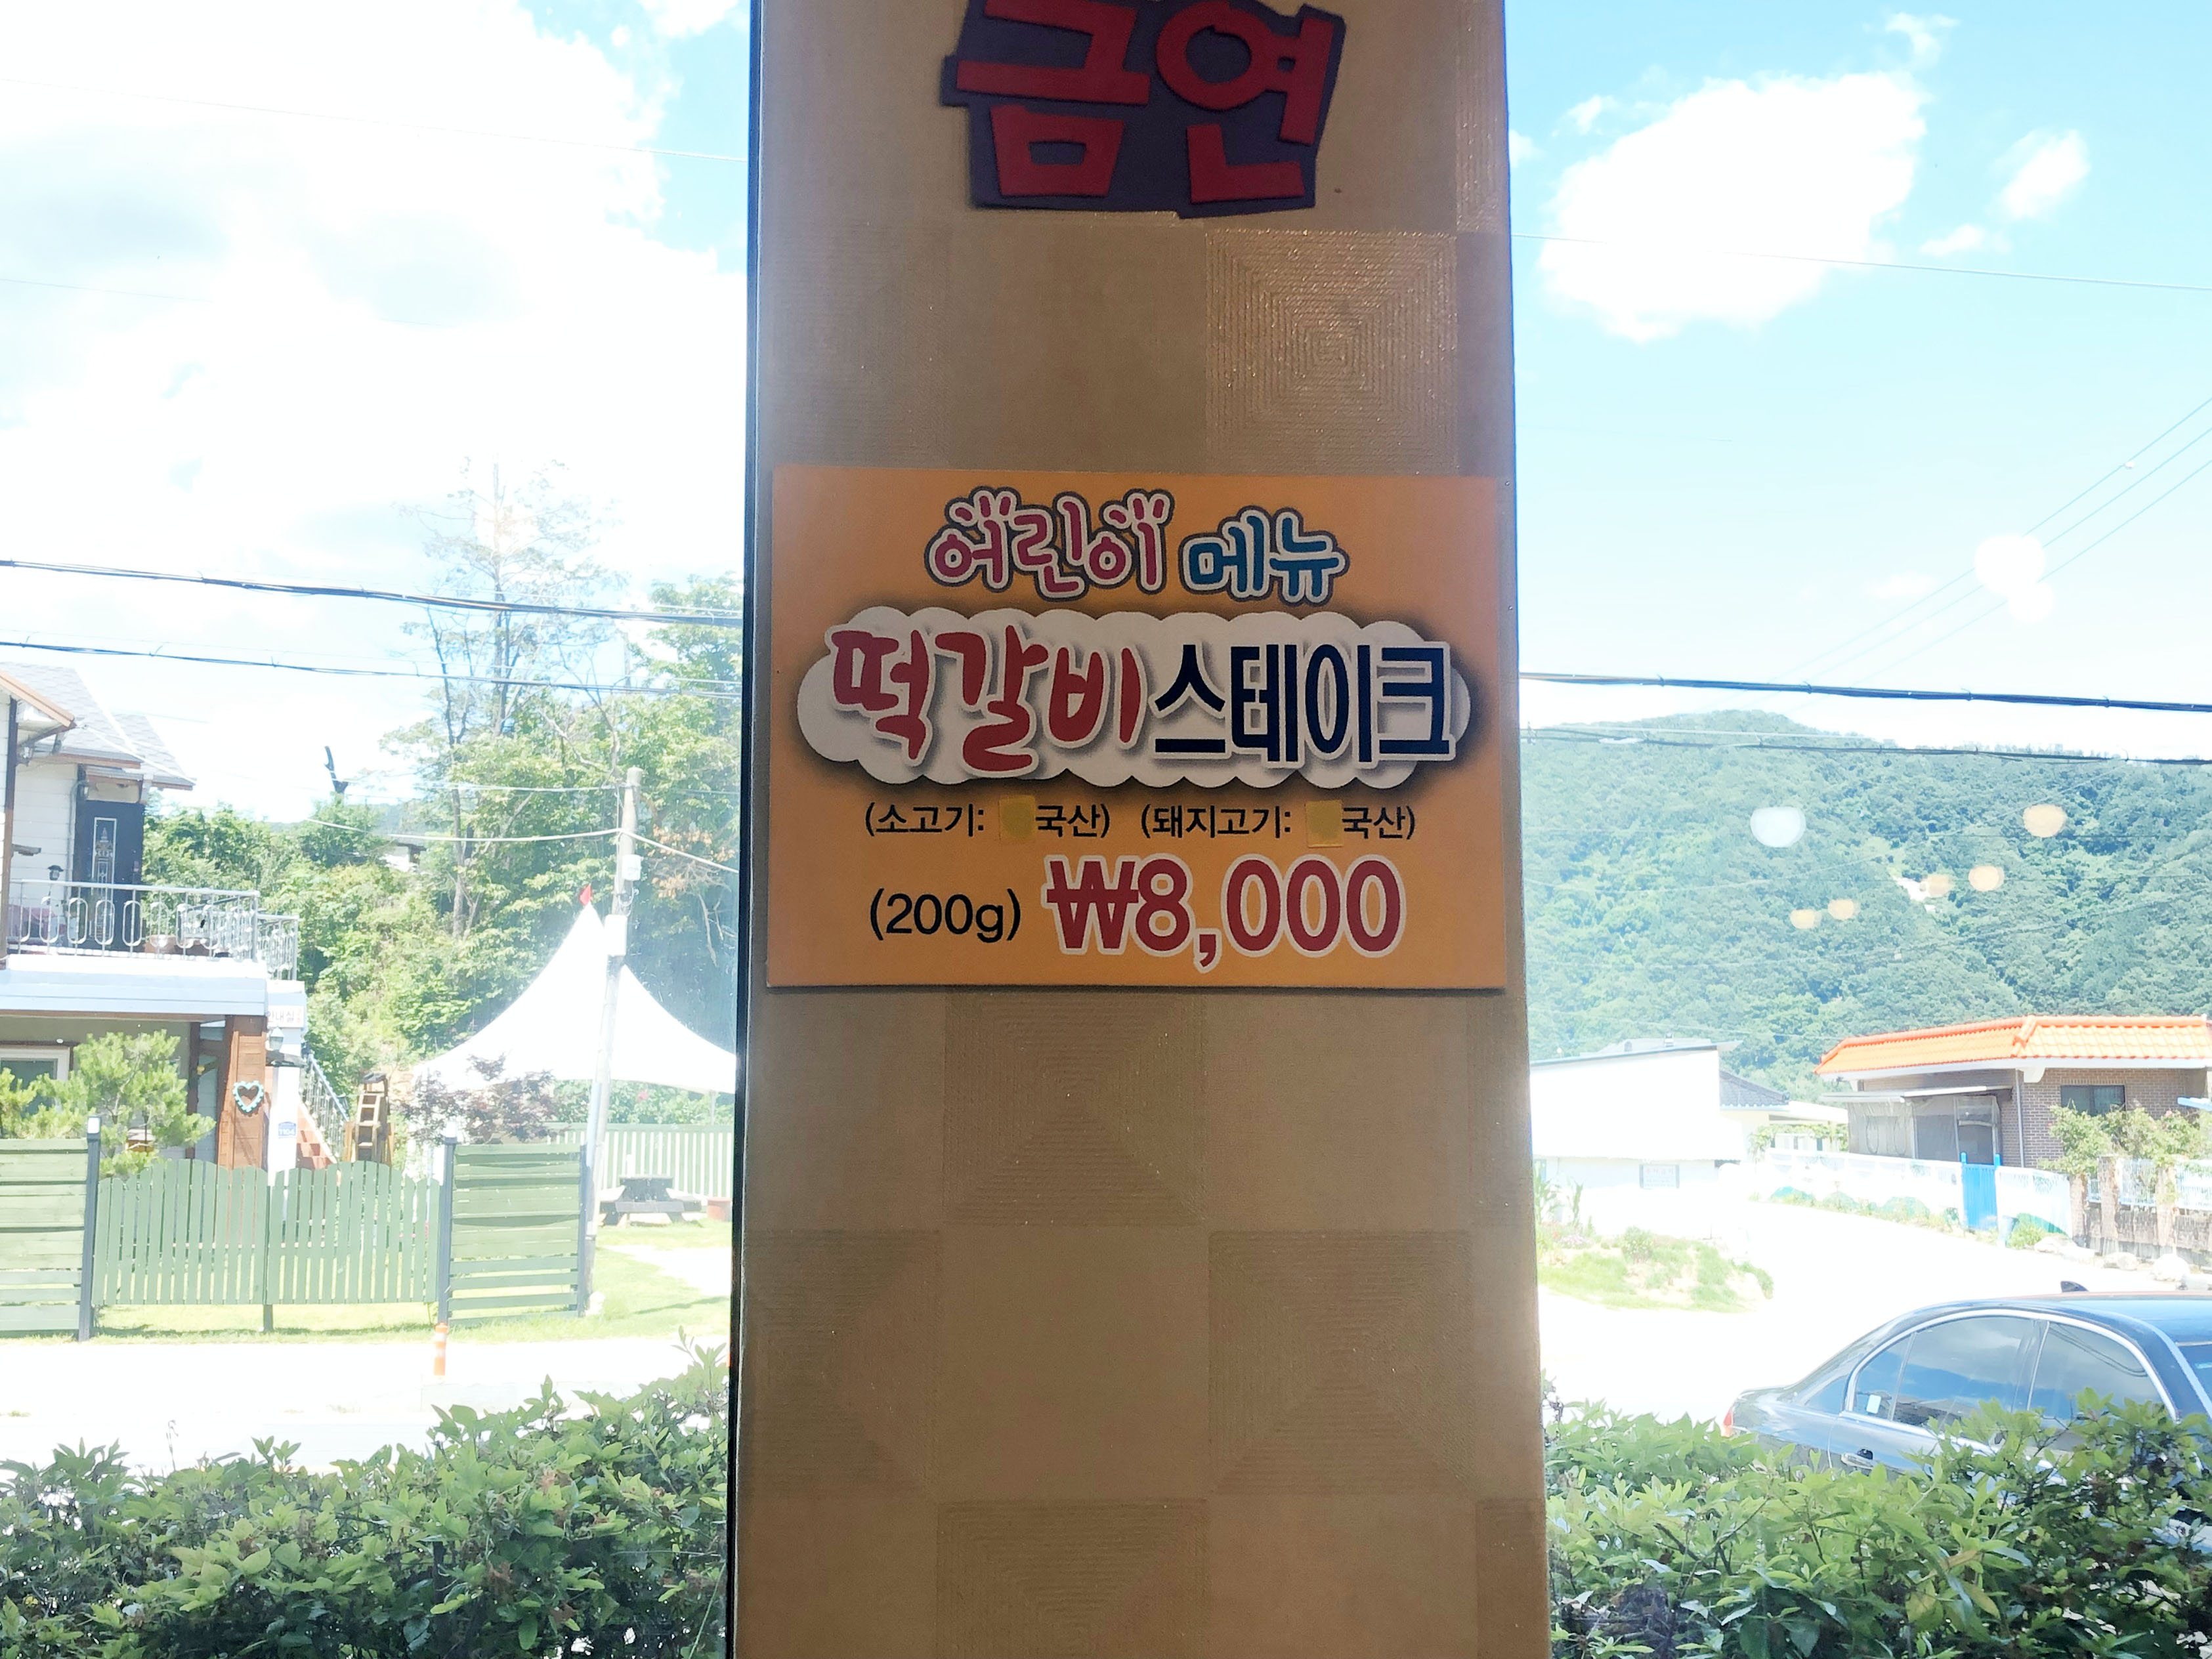 금연
어린이 메뉴
떡갈비스테이크
(소고기: 국산) (돼지고기: 국산)
(200g) ₩8,000